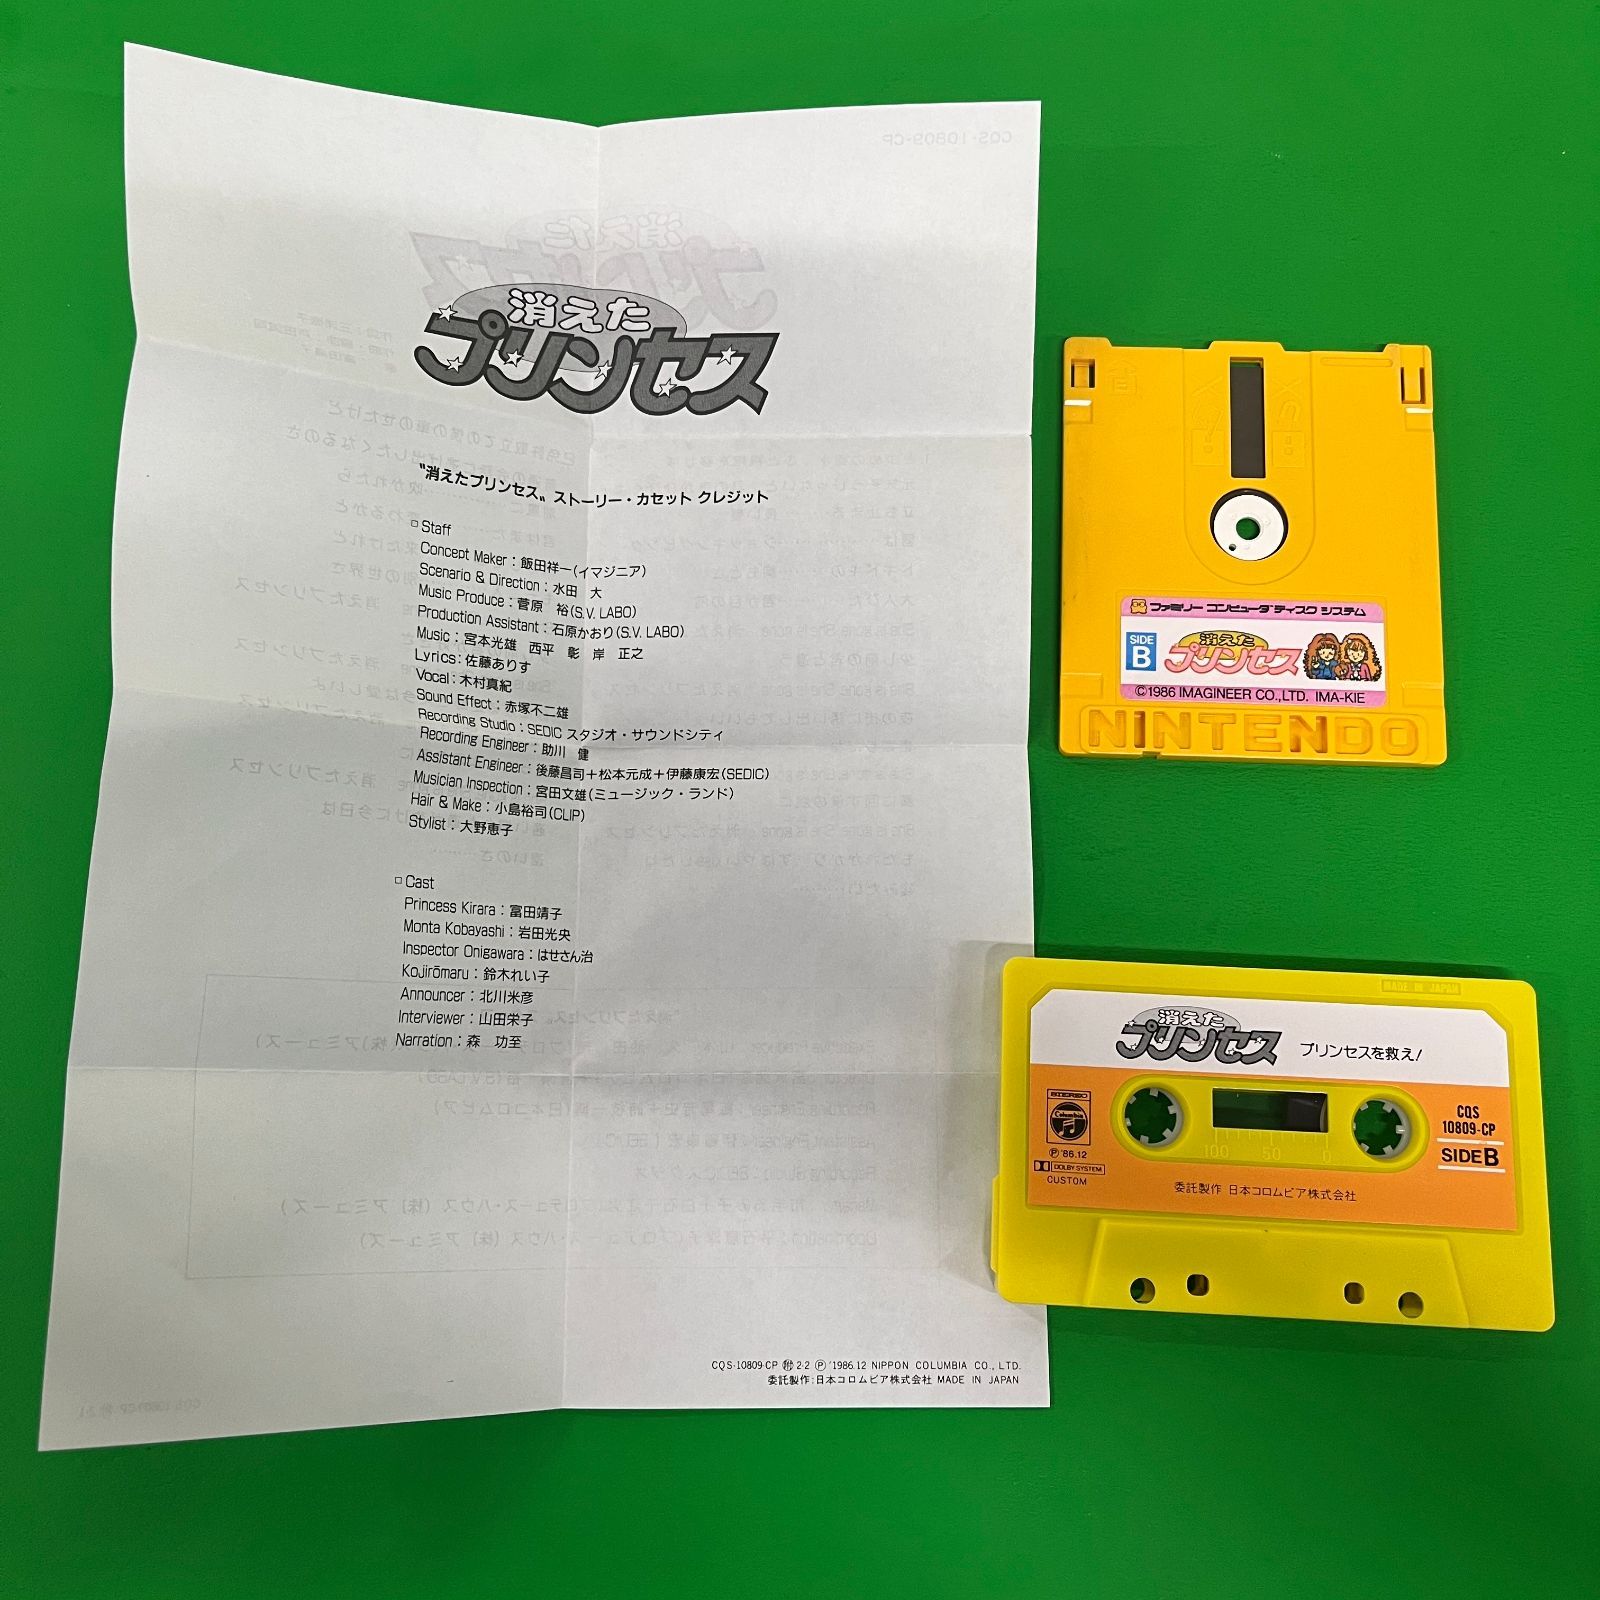 消えた
プリンセス
〝消えたプリンセス〟ストーリー・カセット クレジット
□ Staff
Concept Maker：飯田祥一(イマジニア)
Scenario & Direction：水田　大
Music Produce：菅原　裕(S.V. LABO)
Production Assistant：石原かおり(S.V. LABO)
Music：宮本光雄　西平　彰　岸　正之
Lyrics：佐藤ありす
Vocal：木村真紀
Sound Effect：赤塚不二雄
Recording Studio：SEDIC スタジオ・サウンドシティ
Recording Engineer：助川　健
Assistant Engineer：後藤昌司＋松本元成＋伊藤康宏(SEDIC)
Musician Inspection：宮田文雄(ミュージック・ランド)
Hair & Make：小島裕司(CLIP)
Stylist：大野恵子
□ Cast
Princess Kirara：富田靖子
Monta Kobayashi：岩田光央
Inspector Onigawara：はせさん治
Kojirōmaru：鈴木れい子
Announcer：北川米彦
Interviewer：山田栄子
Narration：森　功至
CQS-10809-CP 附 2-2 Ⓟ '1986.12 NIPPON COLUMBIA CO., LTD.
委託製作：日本コロムビア株式会社 MADE IN JAPAN
ファミリー コンピュータ ディスク システム
SIDE B
消えた
プリンセス
©1986 IMAGINEER CO.,LTD. IMA-KIE
NINTENDO
MADE IN JAPAN
消えた
プリンセス
プリンセスを救え!
STEREO
Columbia
Ⓟ '86.12
DOLBY SYSTEM
CUSTOM
100 50 0
CQS
10809-CP
SIDE B
委託製作 日本コロムビア株式会社